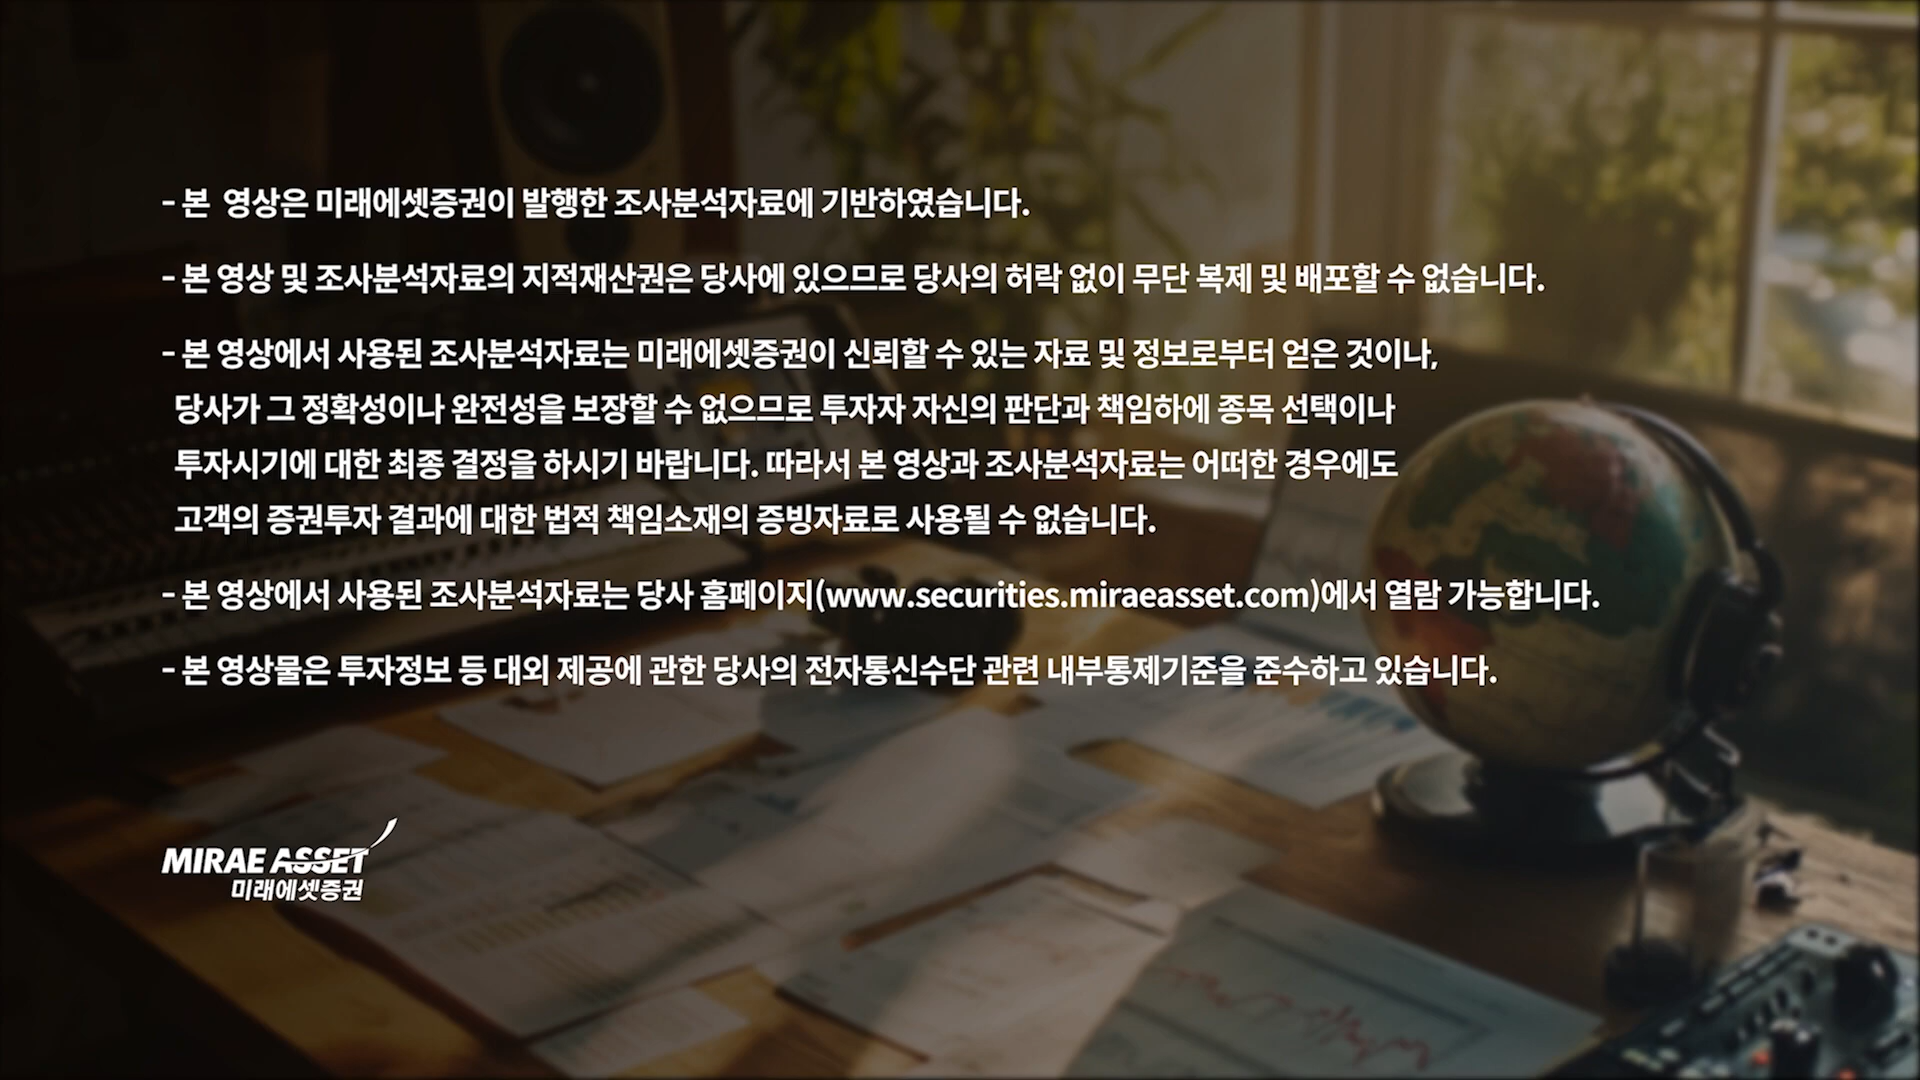 - 본 영상은 미래에셋증권이 발행한 조사분석자료에 기반하였습니다.
- 본 영상 및 조사분석자료의 지적재산권은 당사에 있으므로 당사의 허락 없이 무단 복제 및 배포할 수 없습니다.
- 본 영상에서 사용된 조사분석자료는 미래에셋증권이 신뢰할 수 있는 자료 및 정보로부터 얻은 것이나,
당사가 그 정확성이나 완전성을 보장할 수 없으므로 투자자 자신의 판단과 책임하에 종목 선택이나
투자시기에 대한 최종 결정을 하시기 바랍니다. 따라서 본 영상과 조사분석자료는 어떠한 경우에도
고객의 증권투자 결과에 대한 법적 책임소재의 증빙자료로 사용될 수 없습니다.
- 본 영상에서 사용된 조사분석자료는 당사 홈페이지(www.securities.miraeasset.com)에서 열람 가능합니다.
- 본 영상물은 투자정보 등 대외 제공에 관한 당사의 전자통신수단 관련 내부통제기준을 준수하고 있습니다.
MIRAE ASSET
미래에셋증권